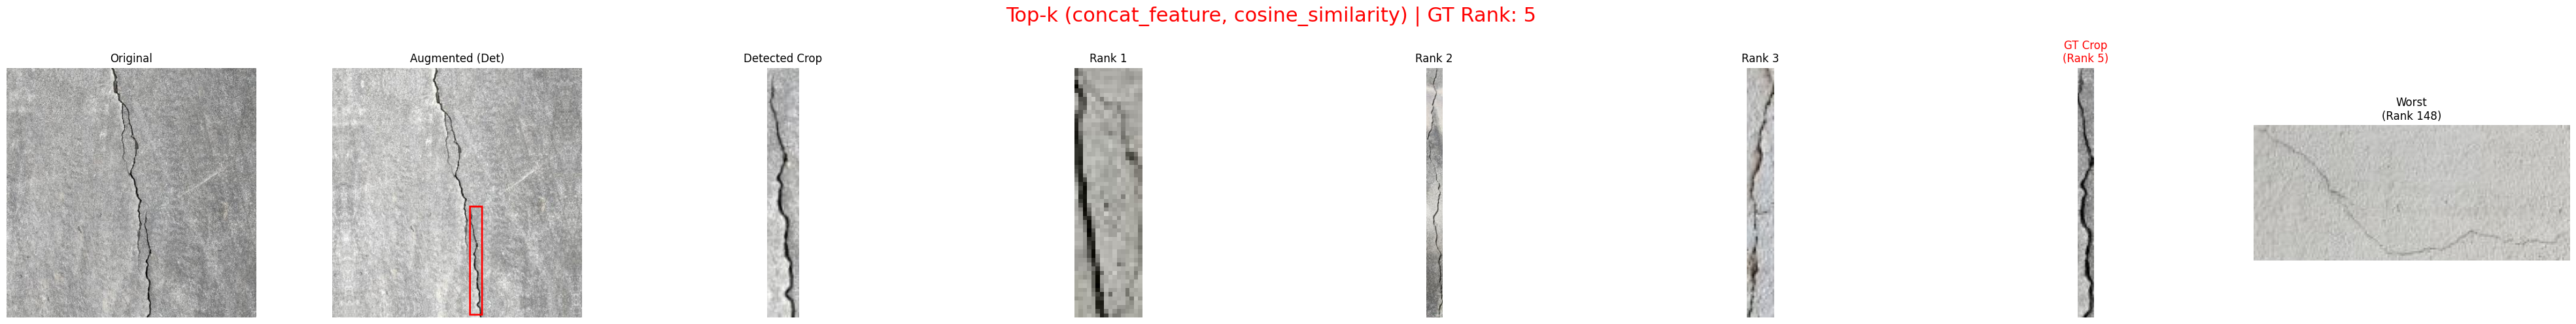 Top-k (concat_feature, cosine_similarity) | GT Rank: 5
Original
Augmented (Det)
Detected Crop
Rank 1
Rank 2
Rank 3
GT Crop
(Rank 5)
Worst
(Rank 148)